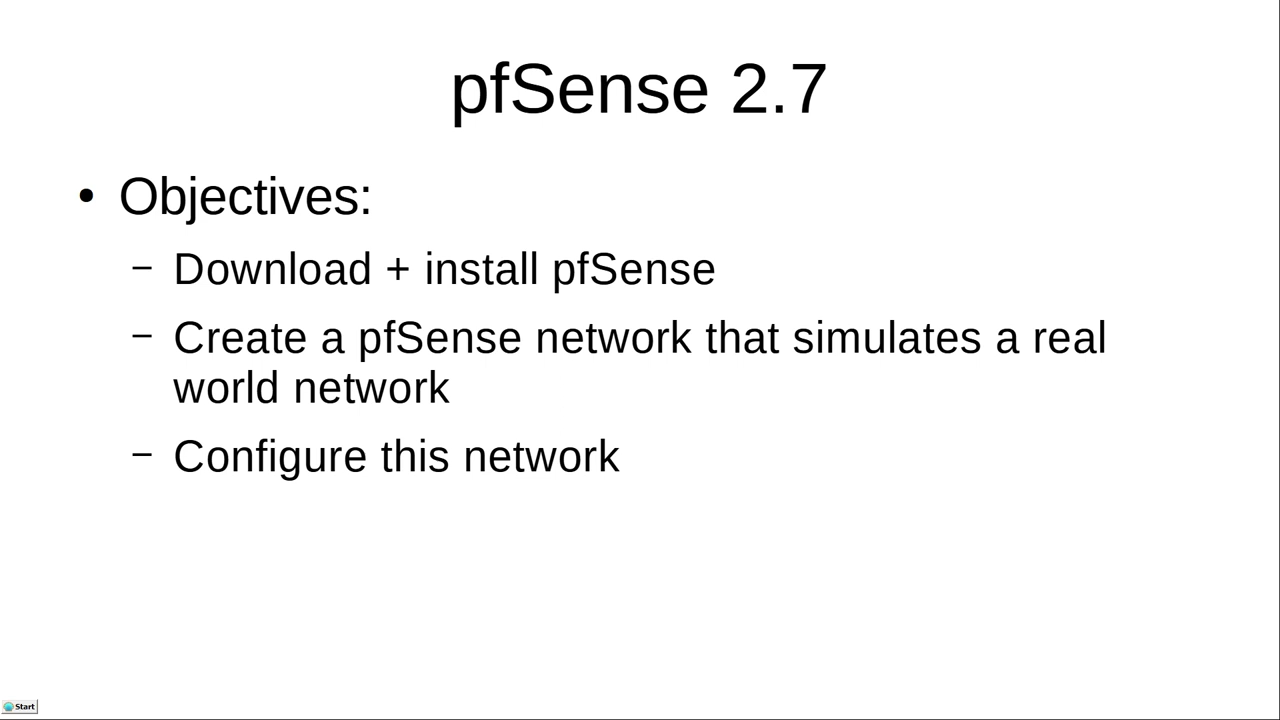 pfSense 2.7
• Objectives:
– Download + install pfSense
– Create a pfSense network that simulates a real
world network
– Configure this network
Start